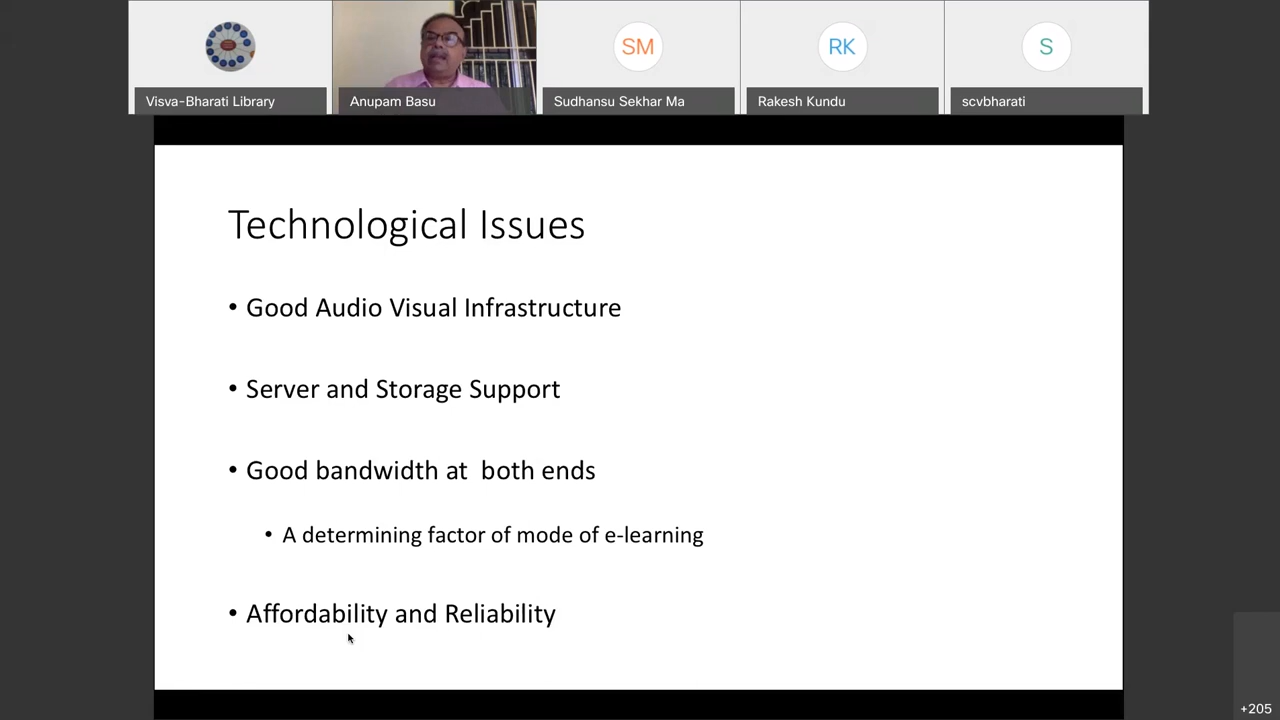 Visva-Bharati Library
Anupam Basu
SM
Sudhansu Sekhar Ma
RK
Rakesh Kundu
S
scvbharati
Technological Issues
• Good Audio Visual Infrastructure
• Server and Storage Support
• Good bandwidth at  both ends
• A determining factor of mode of e-learning
• Affordability and Reliability
+205